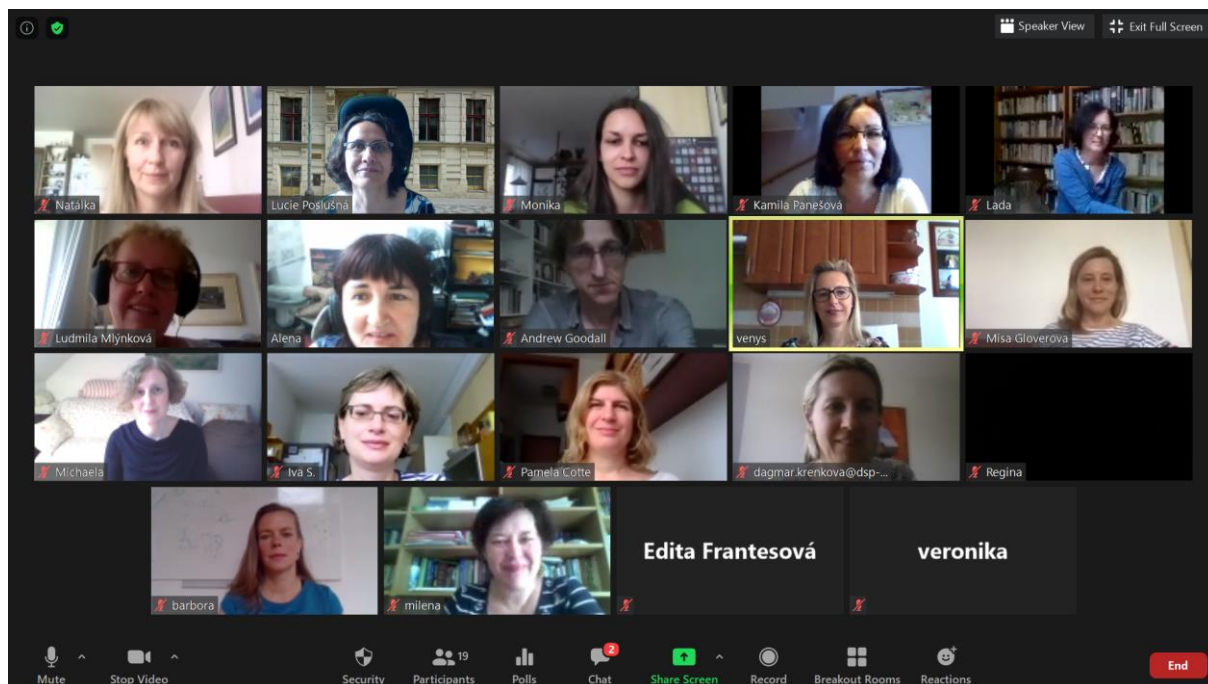 Speaker View
Exit Full Screen
Natálka
Lucie Poslušná
Monika
Kamila Panešová
Lada
Ludmila Mlýnková
Alena
Andrew Goodall
venys
Misa Gloverova
Michaela
Iva S.
Pamela Cotte
dagmar.krenkova@dsp-...
Regina
barbora
milena
Edita Frantesová
veronika
Mute
Stop Video
Security
Participants
19
Polls
Chat
2
Share Screen
Record
Breakout Rooms
Reactions
End